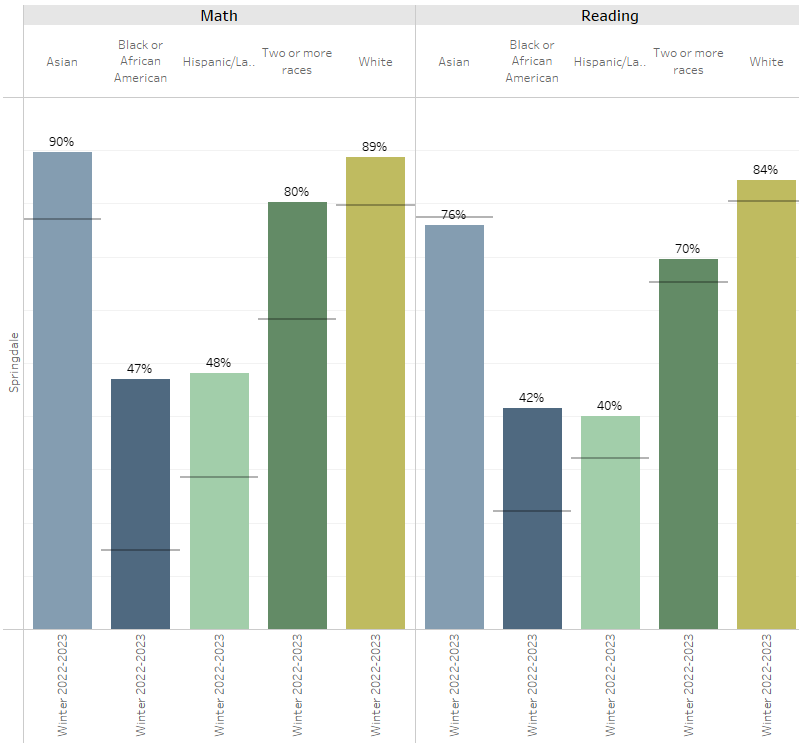 Math
Reading
Asian
Black or
African
American
Hispanic/La..
Two or more
races
White
Asian
Black or
African
American
Hispanic/La..
Two or more
races
White
Springdale
90%
47%
48%
80%
89%
76%
42%
40%
70%
84%
Winter 2022-2023
Winter 2022-2023
Winter 2022-2023
Winter 2022-2023
Winter 2022-2023
Winter 2022-2023
Winter 2022-2023
Winter 2022-2023
Winter 2022-2023
Winter 2022-2023